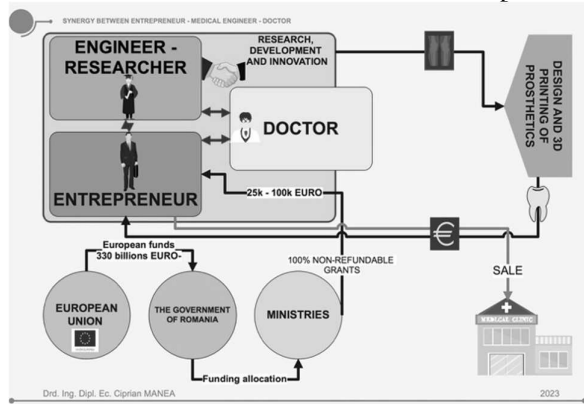 SYNERGY BETWEEN ENTREPRENEUR - MEDICAL ENGINEER - DOCTOR
ENGINEER -
RESEARCHER
RESEARCH,
DEVELOPMENT
AND INNOVATION
DOCTOR
ENTREPRENEUR
25k - 100k EURO
DESIGN AND 3D
PRINTING OF
PROSTHETICS
European funds
330 billions EURO-
100% NON-REFUNDABLE
GRANTS
€
SALE
EUROPEAN
UNION
THE GOVERNMENT
OF ROMANIA
MINISTRIES
MEDICAL CLINIC
Funding allocation
Drd. Ing. Dipl. Ec. Ciprian MANEA
2023